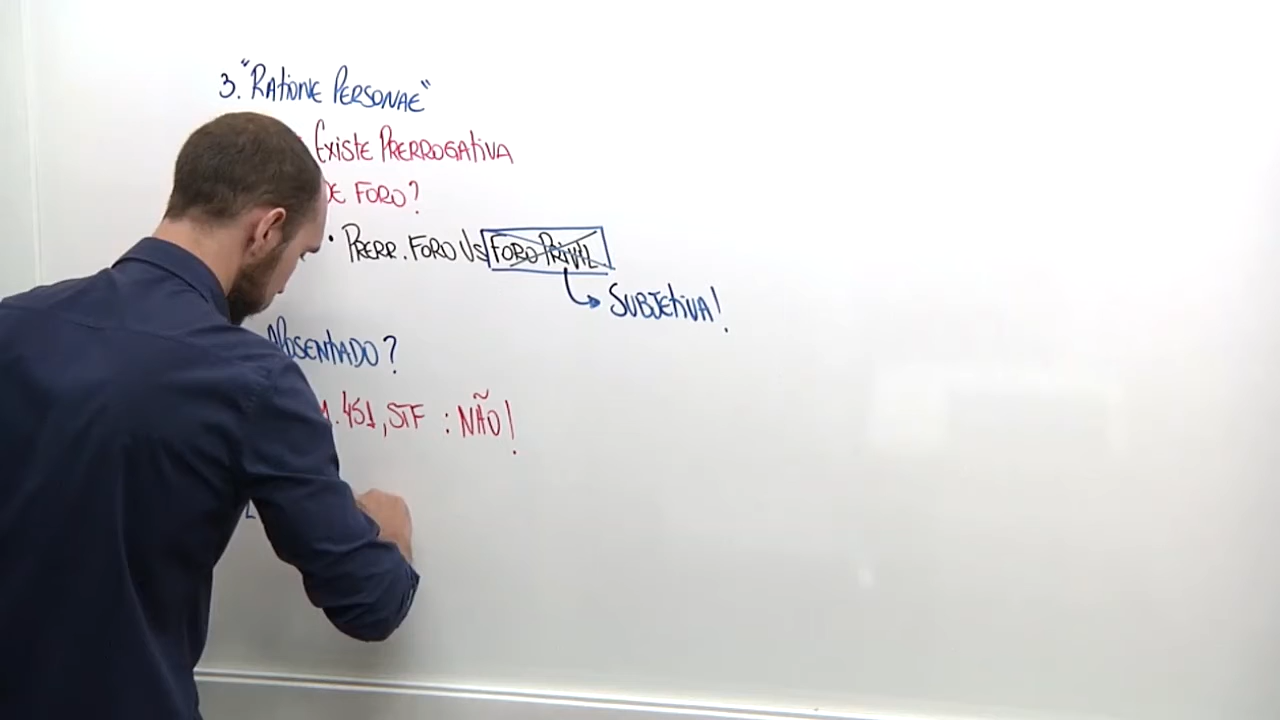 3. "RATIONE PERSONAE"
EXISTE PRERROGATIVA
DE FORO?
• PRERR. FORO VS FORO PRIVIL
SUBJETIVA!
APOSENTADO?
.451, STF : NÃO!